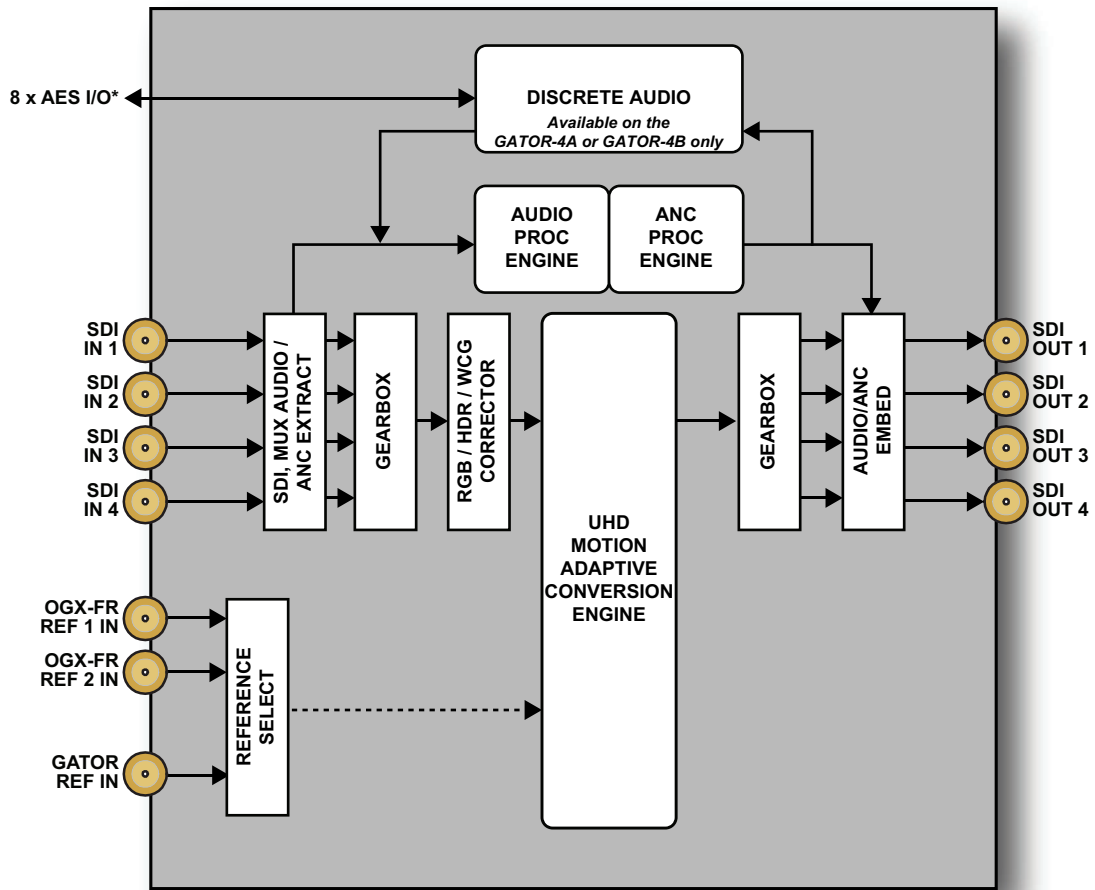 8 x AES I/O*
DISCRETE AUDIO
Available on the
GATOR-4A or GATOR-4B only
AUDIO
PROC
ENGINE
ANC
PROC
ENGINE
SDI
IN 1
SDI
IN 2
SDI
IN 3
SDI
IN 4
SDI, MUX AUDIO /
ANC EXTRACT
GEARBOX
RGB / HDR / WCG
CORRECTOR
UHD
MOTION
ADAPTIVE
CONVERSION
ENGINE
GEARBOX
AUDIO/ANC
EMBED
SDI
OUT 1
SDI
OUT 2
SDI
OUT 3
SDI
OUT 4
OGX-FR
REF 1 IN
OGX-FR
REF 2 IN
GATOR
REF IN
REFERENCE
SELECT